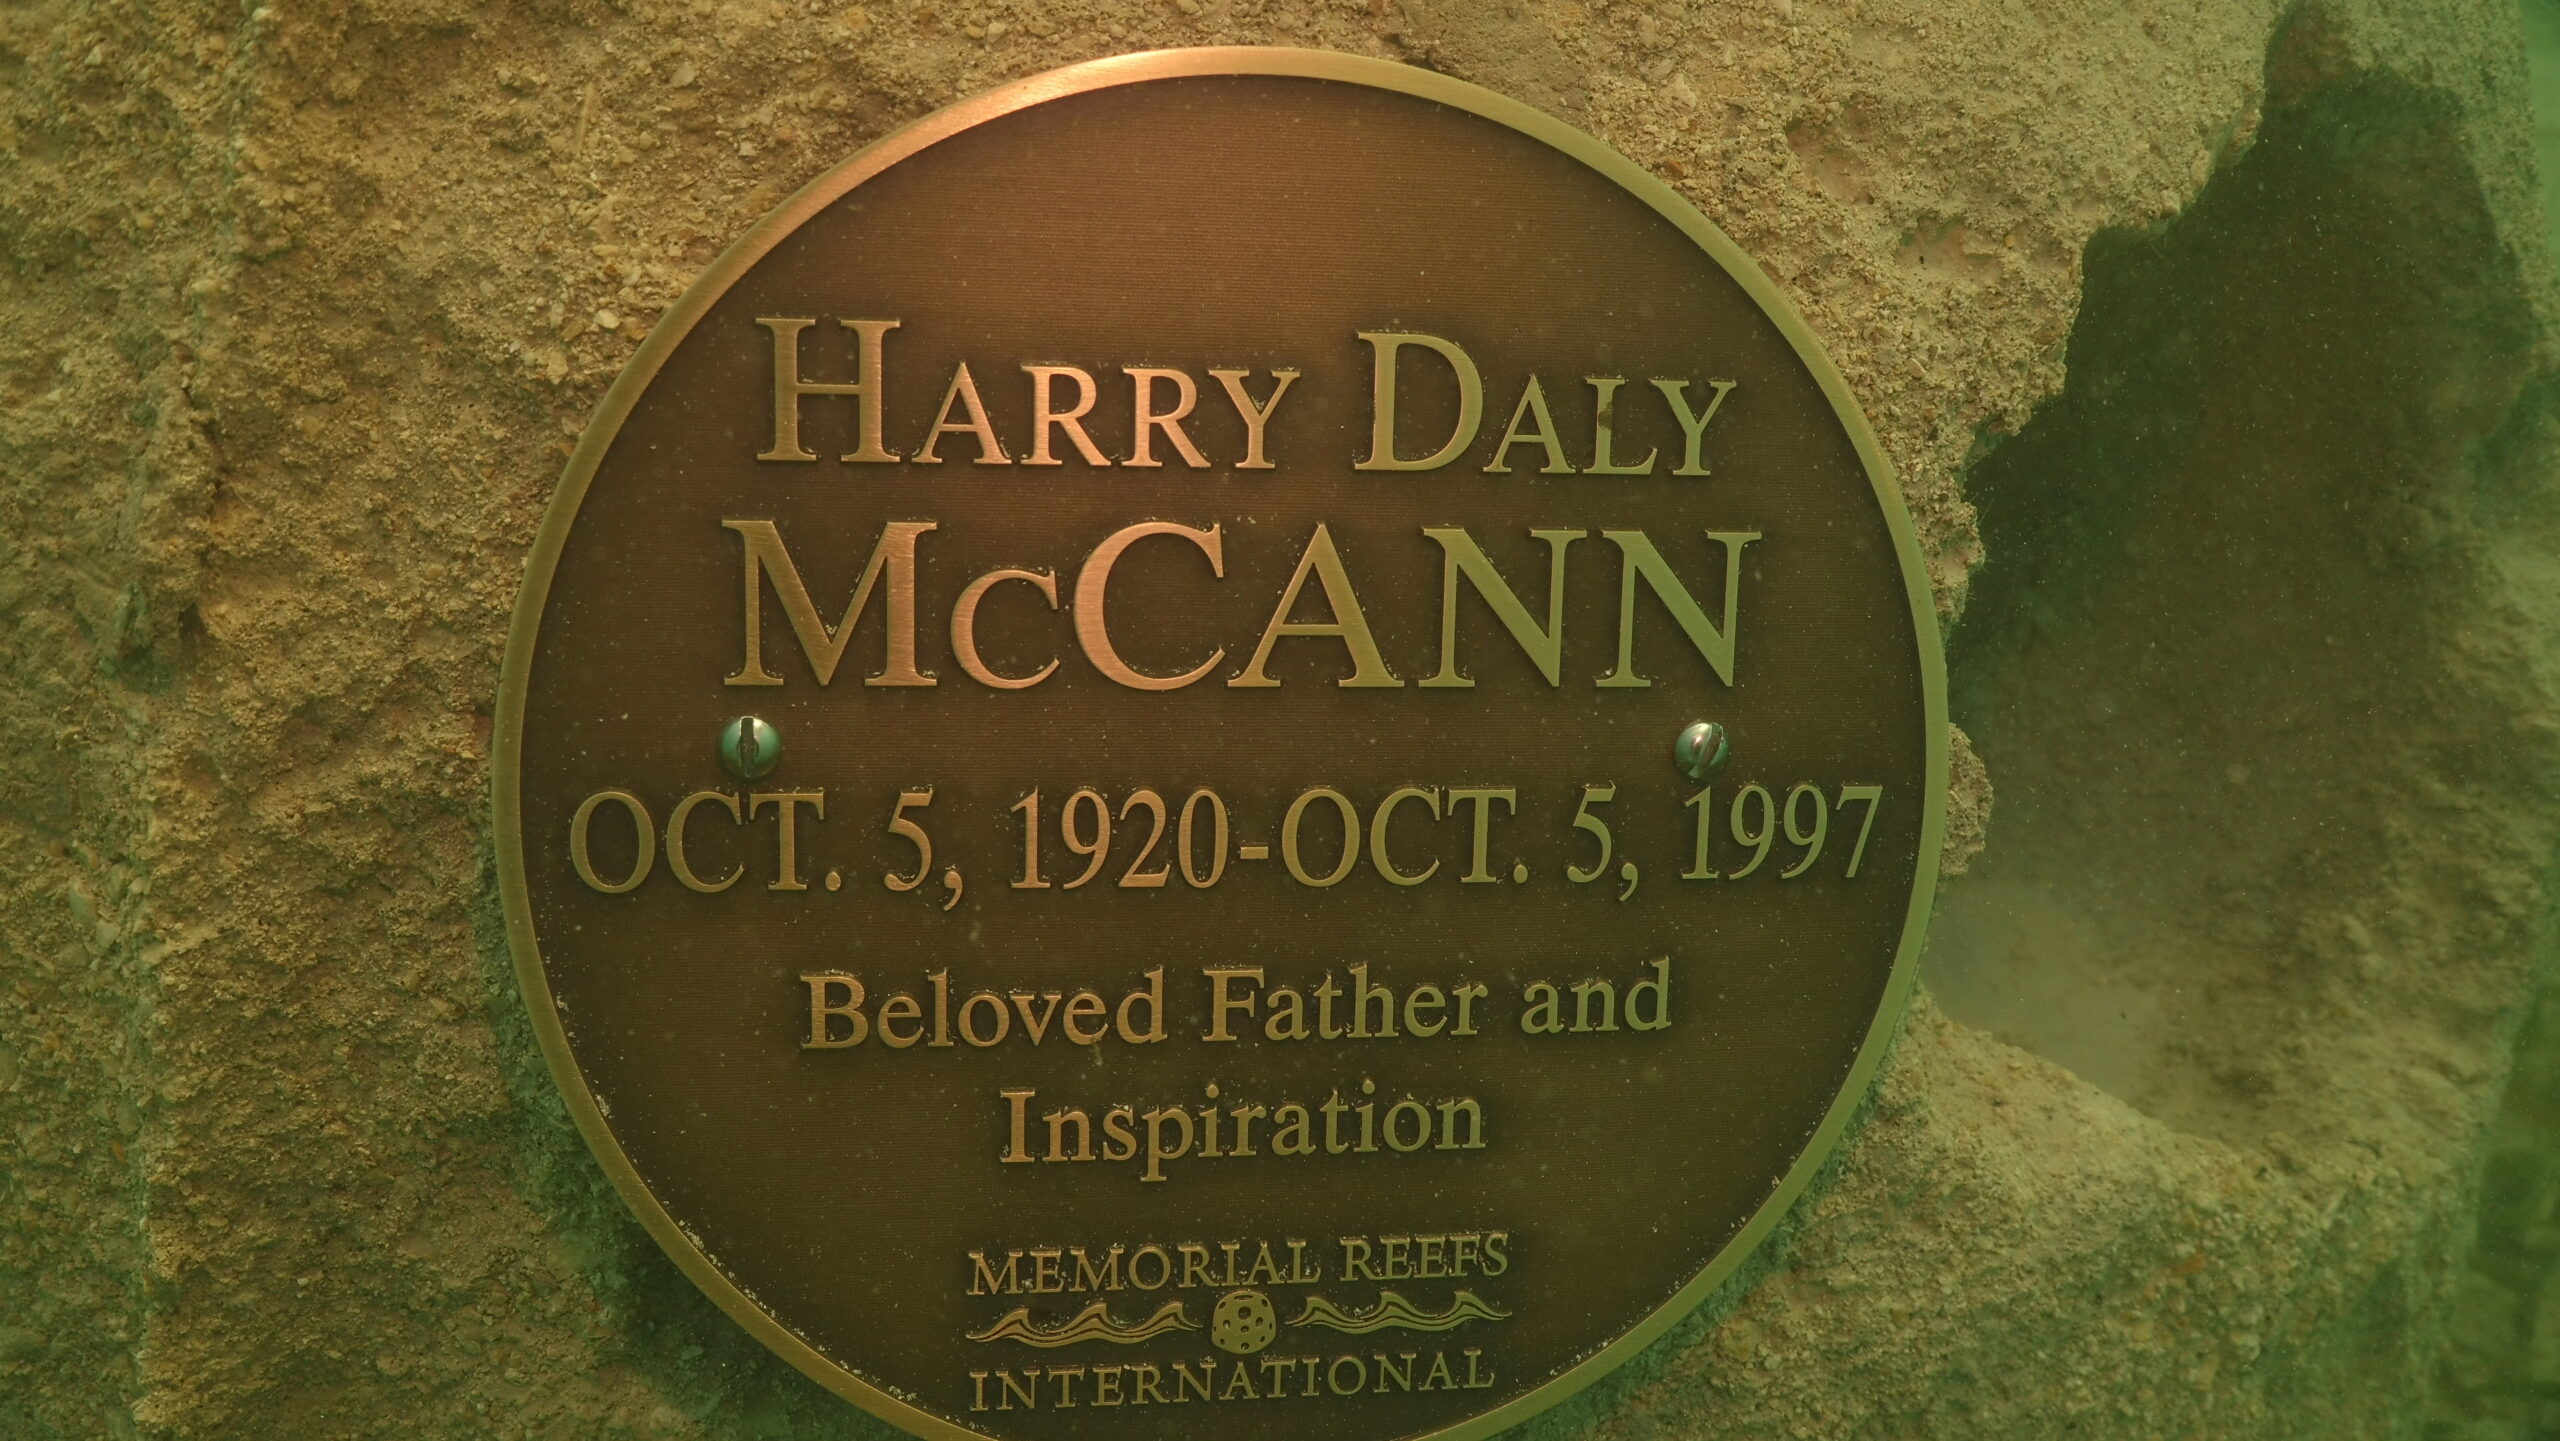 HARRY DALY
McCANN
OCT. 5, 1920-OCT. 5, 1997
Beloved Father and
Inspiration
MEMORIAL REEFS
INTERNATIONAL